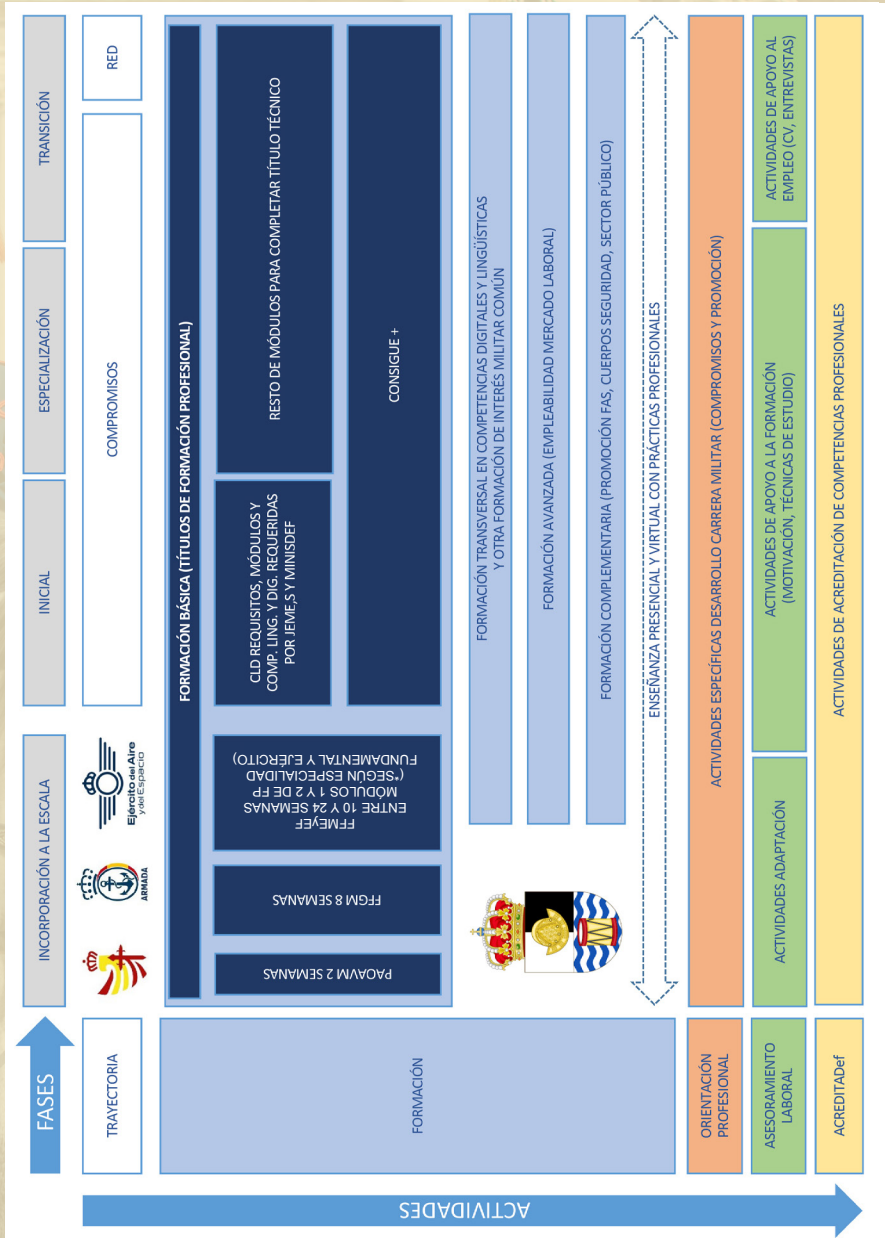 FASES
INCORPORACIÓN A LA ESCALA
INICIAL
ESPECIALIZACIÓN
TRANSICIÓN
TRAYECTORIA
ARMADA
Ejército del Aire
y del Espacio
COMPROMISOS
RED
ACTIVIDADES
FORMACIÓN
FORMACIÓN BÁSICA (TÍTULOS DE FORMACIÓN PROFESIONAL)
PAOAVM 2 SEMANAS
FFGM 8 SEMANAS
FFMEyEF
ENTRE 10 Y 24 SEMANAS
MÓDULOS 1 Y 2 DE FP
(*SEGÚN ESPECIALIDAD
FUNDAMENTAL Y EJÉRCITO)
CLD REQUISITOS, MÓDULOS Y
COMP. LING. Y DIG. REQUERIDAS
POR JEME,S Y MINISDEF
RESTO DE MÓDULOS PARA COMPLETAR TÍTULO TÉCNICO
CONSIGUE +
FORMACIÓN TRANSVERSAL EN COMPETENCIAS DIGITALES Y LINGÜÍSTICAS
Y OTRA FORMACIÓN DE INTERÉS MILITAR COMÚN
FORMACIÓN AVANZADA (EMPLEABILIDAD MERCADO LABORAL)
FORMACIÓN COMPLEMENTARIA (PROMOCIÓN FAS, CUERPOS SEGURIDAD, SECTOR PÚBLICO)
ENSEÑANZA PRESENCIAL Y VIRTUAL CON PRÁCTICAS PROFESIONALES
ORIENTACIÓN
PROFESIONAL
ACTIVIDADES ESPECÍFICAS DESARROLLO CARRERA MILITAR (COMPROMISOS Y PROMOCIÓN)
ASESORAMIENTO
LABORAL
ACTIVIDADES ADAPTACIÓN
ACTIVIDADES DE APOYO A LA FORMACIÓN
(MOTIVACIÓN, TÉCNICAS DE ESTUDIO)
ACTIVIDADES DE APOYO AL
EMPLEO (CV, ENTREVISTAS)
ACREDITADef
ACTIVIDADES DE ACREDITACIÓN DE COMPETENCIAS PROFESIONALES